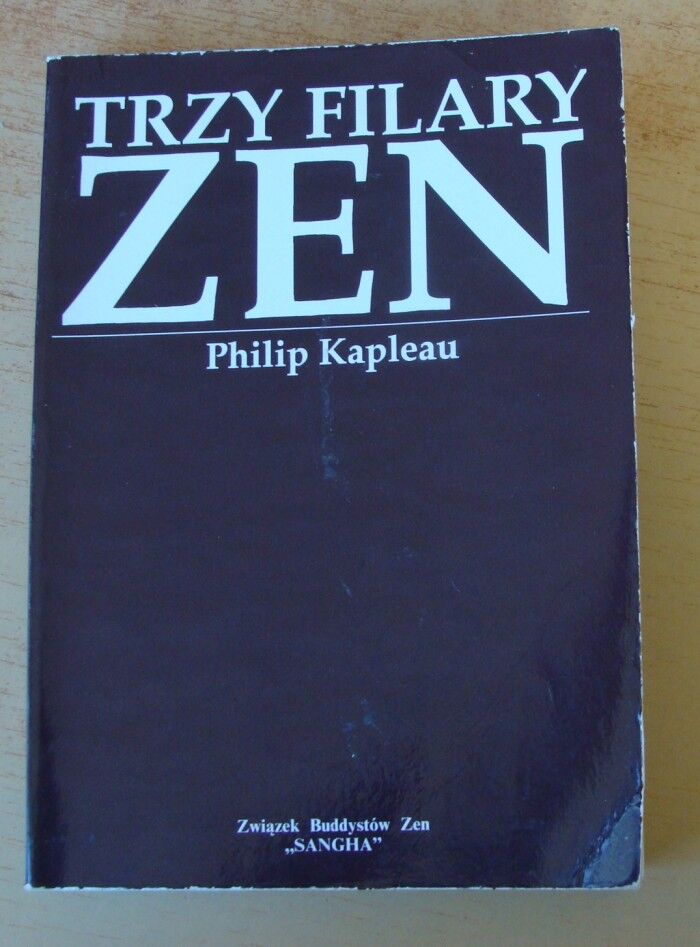 TRZY FILARY
ZEN
Philip Kapleau
Związek Buddystów Zen
„SANGHA”